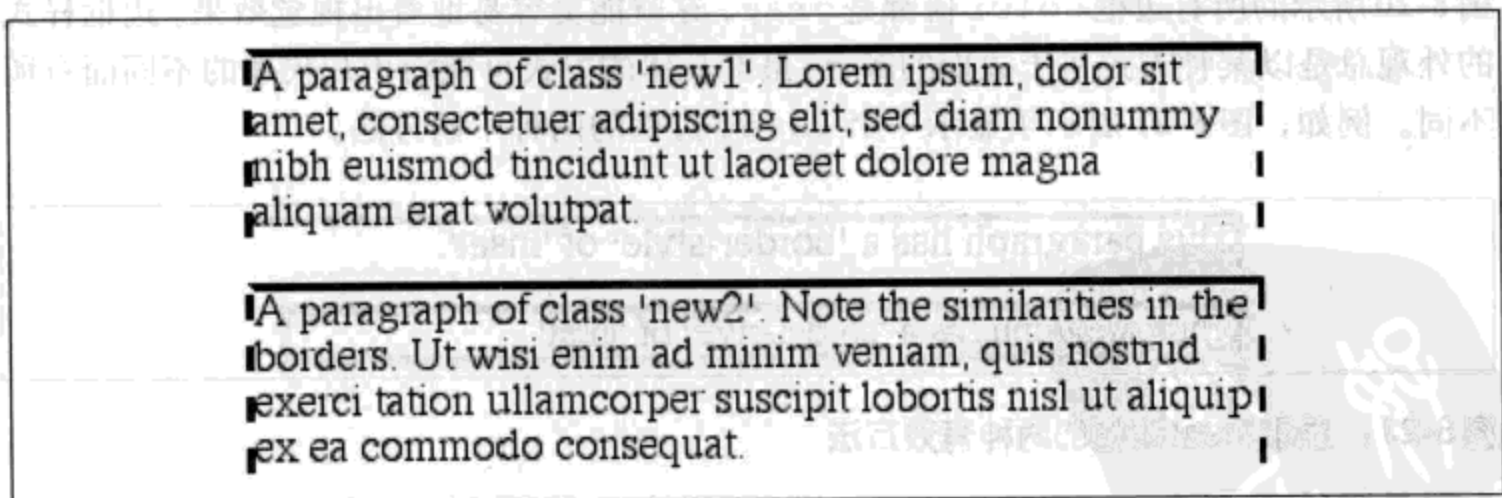 A paragraph of class 'new1'. Lorem ipsum, dolor sit
amet, consectetuer adipiscing elit, sed diam nonummy
nibh euismod tincidunt ut laoreet dolore magna
aliquam erat volutpat.
A paragraph of class 'new2'. Note the similarities in the
borders. Ut wisi enim ad minim veniam, quis nostrud
exerci tation ullamcorper suscipit lobortis nisl ut aliquip
ex ea commodo consequat.